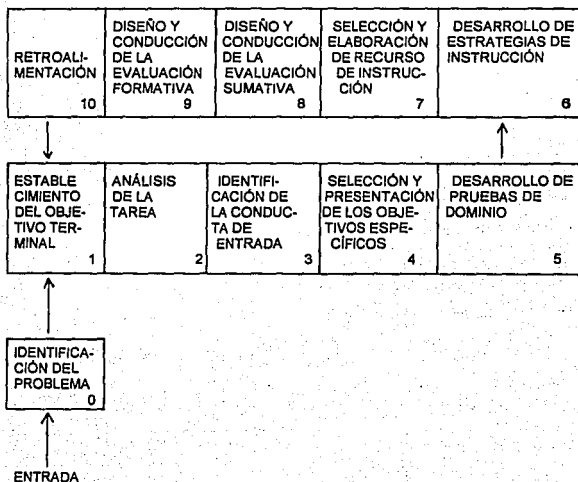 RETROALI-
MENTACIÓN
10
DISEÑO Y
CONDUCCIÓN
DE LA
EVALUACIÓN
FORMATIVA
9
DISEÑO Y
CONDUCCIÓN
DE LA
EVALUACIÓN
SUMATIVA
8
SELECCIÓN Y
ELABORACIÓN
DE RECURSO
DE INSTRUC-
CIÓN
7
DESARROLLO DE
ESTRATEGIAS DE
INSTRUCCIÓN
6
ESTABLE
CIMIENTO
DEL OBJE-
TIVO TER-
MINAL
1
ANÁLISIS
DE LA
TAREA
2
IDENTIFI-
CACIÓN DE
LA CONDUC-
TA DE
ENTRADA
3
SELECCIÓN Y
PRESENTACIÓN
DE LOS OBJE-
TIVOS ESPE-
CÍFICOS
4
DESARROLLO DE
PRUEBAS DE
DOMINIO
5
IDENTIFICA-
CIÓN DEL
PROBLEMA
0
ENTRADA